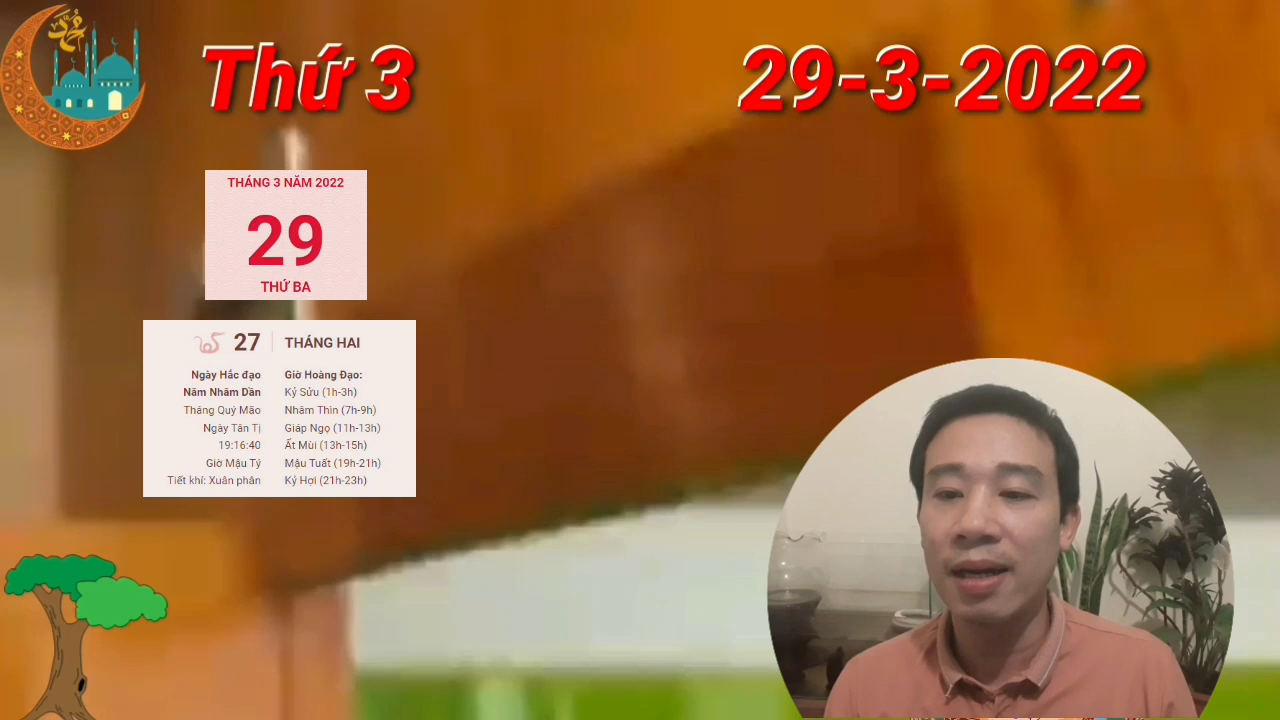 Thứ 3
29-3-2022
THÁNG 3 NĂM 2022
29
THỨ BA
27 THÁNG HAI
Ngày Hắc đạo
Năm Nhâm Dần
Tháng Quý Mão
Ngày Tân Tị
19:16:40
Giờ Mậu Tý
Tiết khí: Xuân phân
Giờ Hoàng Đạo:
Kỷ Sửu (1h-3h)
Nhâm Thìn (7h-9h)
Giáp Ngọ (11h-13h)
Ất Mùi (13h-15h)
Mậu Tuất (19h-21h)
Kỷ Hợi (21h-23h)